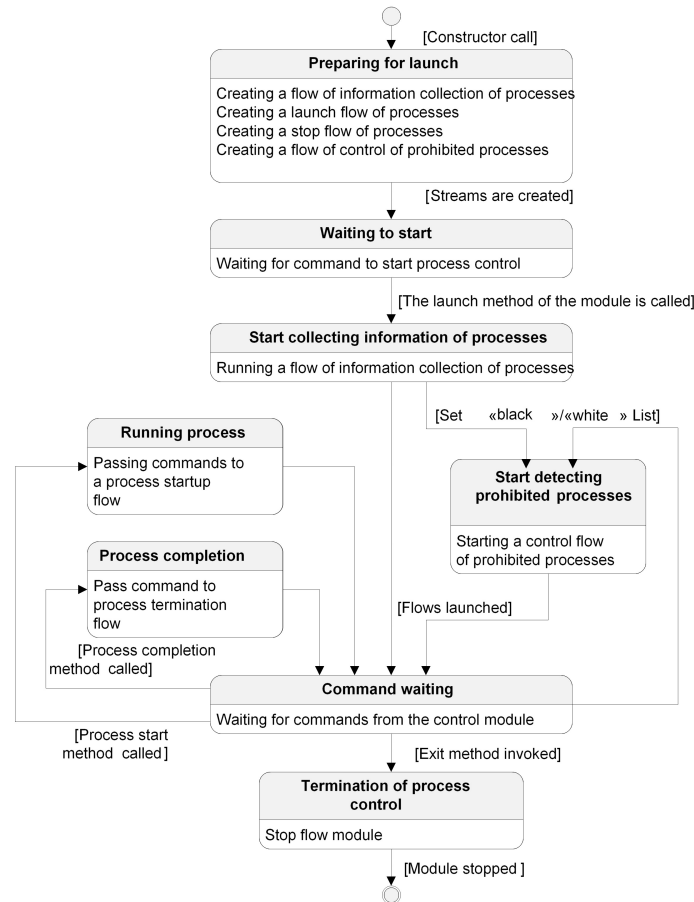 [Constructor call]
Preparing for launch
Creating a flow of information collection of processes
Creating a launch flow of processes
Creating a stop flow of processes
Creating a flow of control of prohibited processes
[Streams are created]
Waiting to start
Waiting for command to start process control
[The launch method of the module is called]
Start collecting information of processes
Running a flow of information collection of processes
[Set «black »/«white » List]
Running process
Passing commands to
a process startup
flow
Start detecting
prohibited processes
Starting a control flow
of prohibited processes
Process completion
Pass command to
process termination
flow
[Flows launched]
[Process completion
method called]
Command waiting
Waiting for commands from the control module
[Process start
method called]
[Exit method invoked]
Termination of process
control
Stop flow module
[Module stopped ]